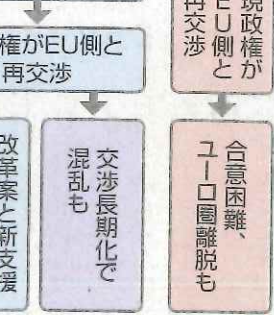 現政権が
EU側と
再交渉
権がEU側と
再交渉
合意困難、
ユーロ圏離脱も
交渉長期化で
混乱も
改革案と新支援